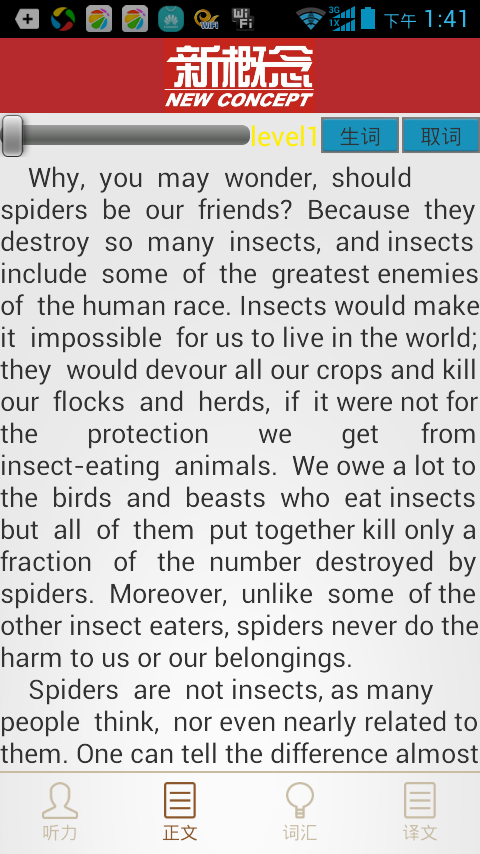 WiFi
Wi Fi
3G
1X
下午 1:41
新概念
NEW CONCEPT
level1 生词 取词
Why, you may wonder, should
spiders be our friends? Because they
destroy so many insects, and insects
include some of the greatest enemies
of the human race. Insects would make
it impossible for us to live in the world;
they would devour all our crops and kill
our flocks and herds, if it were not for
the protection we get from
insect-eating animals. We owe a lot to
the birds and beasts who eat insects
but all of them put together kill only a
fraction of the number destroyed by
spiders. Moreover, unlike some of the
other insect eaters, spiders never do the
harm to us or our belongings.
Spiders are not insects, as many
people think, nor even nearly related to
them. One can tell the difference almost
听力 正文 词汇 译文